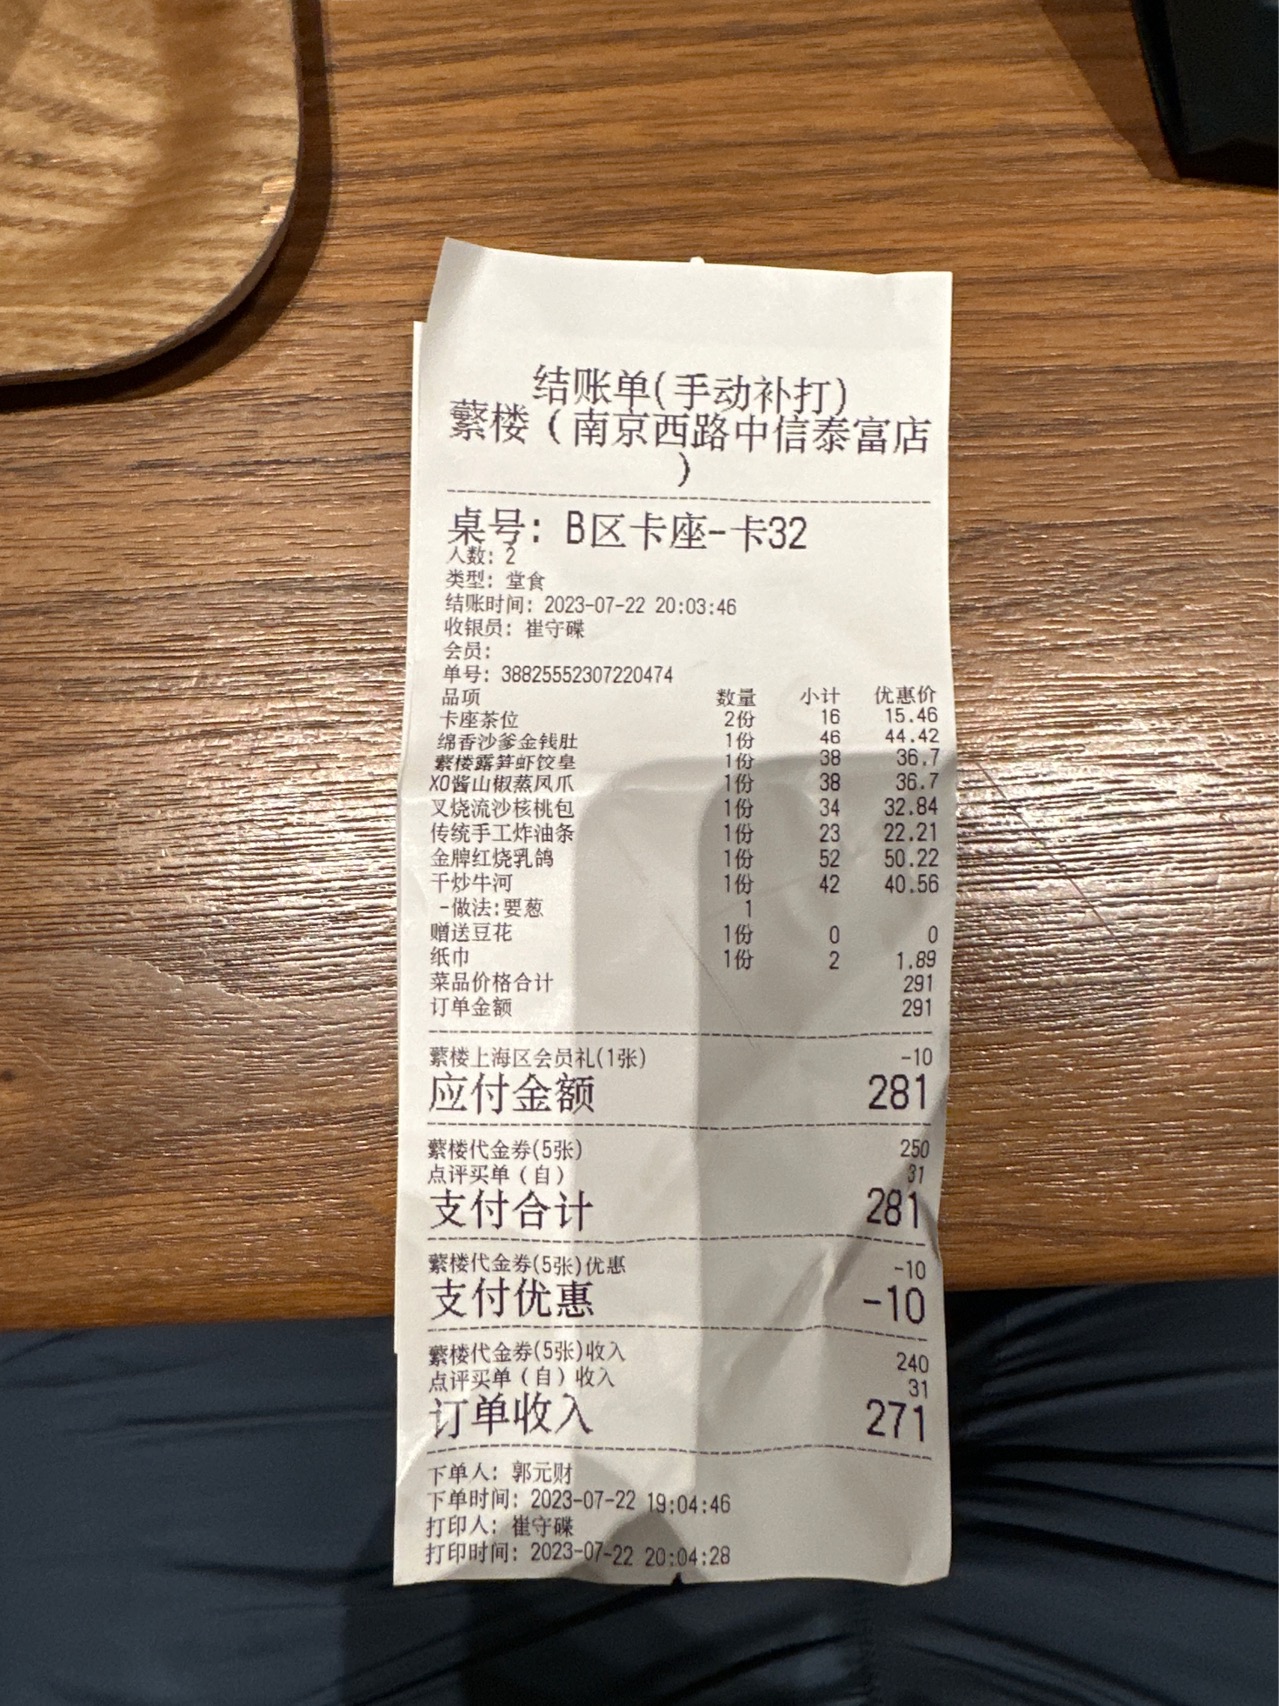 结账单(手动补打)
蘩楼（南京西路中信泰富店
）
桌号: B区卡座-卡32
人数: 2
类型: 堂食
结账时间: 2023-07-22 20:03:46
收银员: 崔守碟
会员:
单号: 38825552307220474
品项 数量 小计 优惠价
卡座茶位 2份 16 15.46
绵香沙爹金钱肚 1份 46 44.42
蘩楼露笋虾饺皇 1份 38 36.7
XO酱山椒蒸凤爪 1份 38 36.7
叉烧流沙核桃包 1份 34 32.84
传统手工炸油条 1份 23 22.21
金牌红烧乳鸽 1份 52 50.22
干炒牛河 1份 42 40.56
-做法:要葱 1
赠送豆花 1份 0 0
纸巾 1份 2 1.89
菜品价格合计 291
订单金额 291
蘩楼上海区会员礼(1张) -10
应付金额 281
蘩楼代金券(5张) 250
点评买单（自） 31
支付合计 281
蘩楼代金券(5张)优惠 -10
支付优惠 -10
蘩楼代金券(5张)收入 240
点评买单（自）收入 31
订单收入 271
下单人: 郭元财
下单时间: 2023-07-22 19:04:46
打印人: 崔守碟
打印时间: 2023-07-22 20:04:28